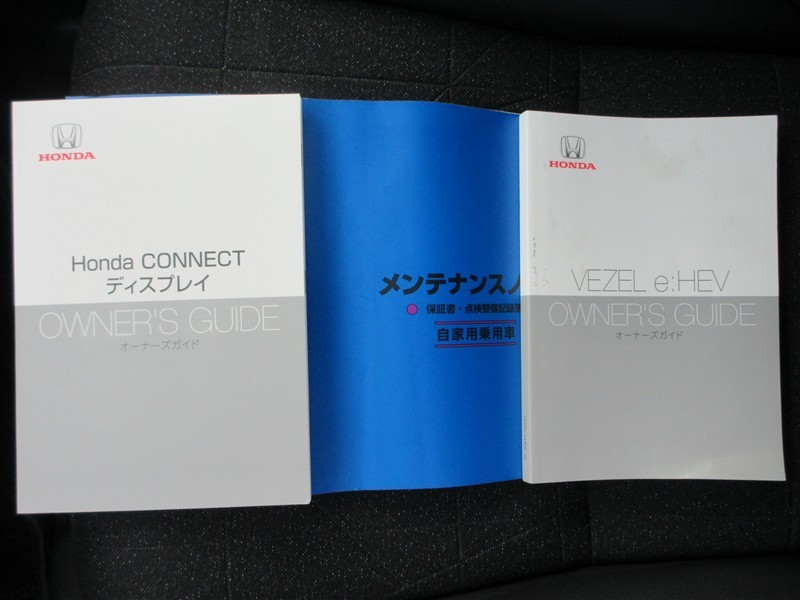 HONDA
Honda CONNECT
ディスプレイ
OWNER'S GUIDE
オーナーズガイド
メンテナンスノ
保証書・点検整備記録簿
自家用乗用車
HONDA
VEZEL e:HEV
OWNER'S GUIDE
オーナーズガイド